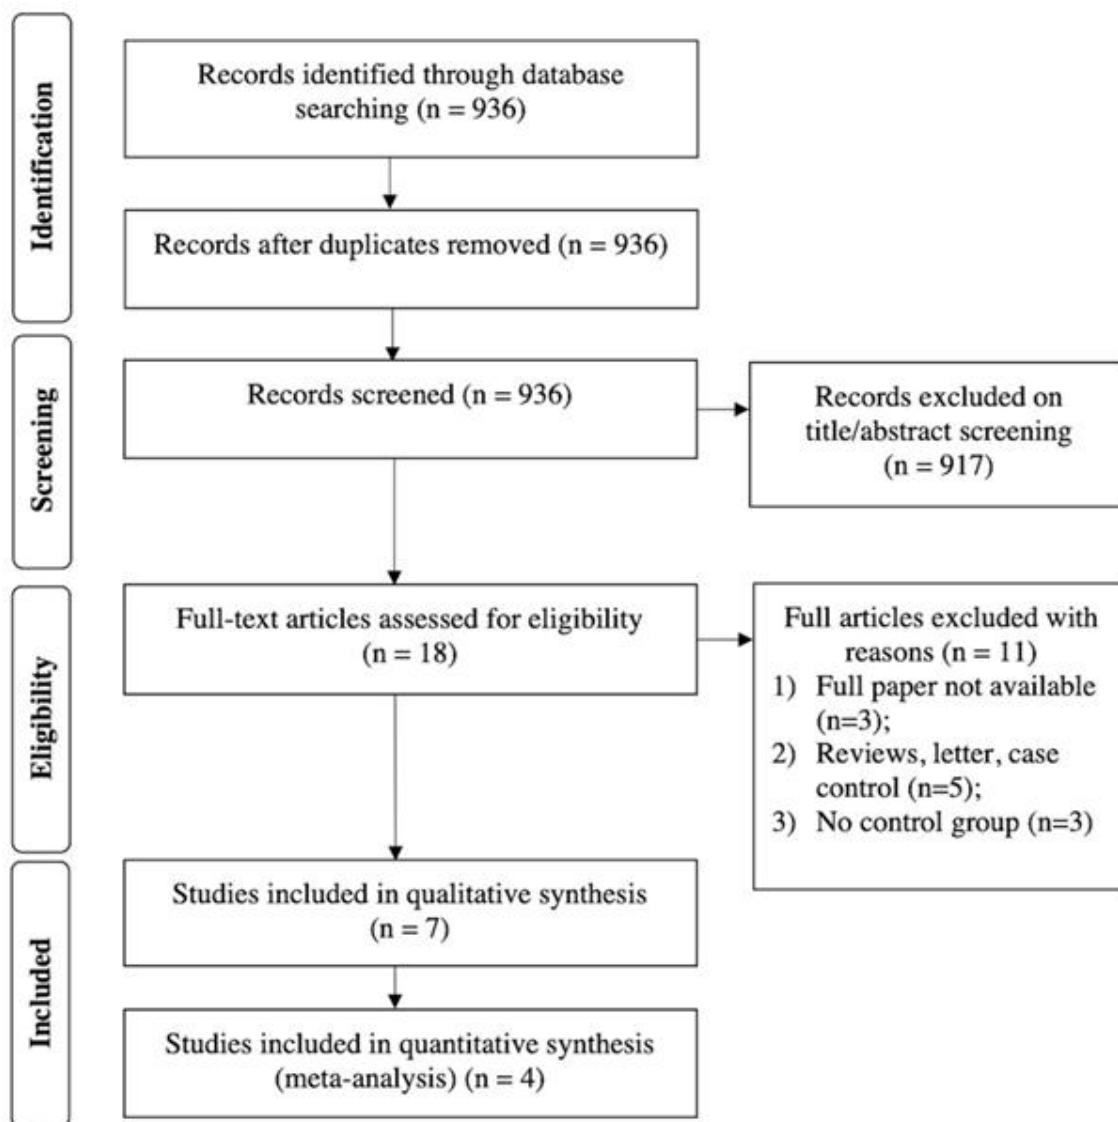 Identification
Records identified through database
searching (n = 936)
Records after duplicates removed (n = 936)
Screening
Records screened (n = 936)
Records excluded on
title/abstract screening
(n = 917)
Eligibility
Full-text articles assessed for eligibility
(n = 18)
Full articles excluded with
reasons (n = 11)
1) Full paper not available
(n=3);
2) Reviews, letter, case
control (n=5);
3) No control group (n=3)
Included
Studies included in qualitative synthesis
(n = 7)
Studies included in quantitative synthesis
(meta-analysis) (n = 4)